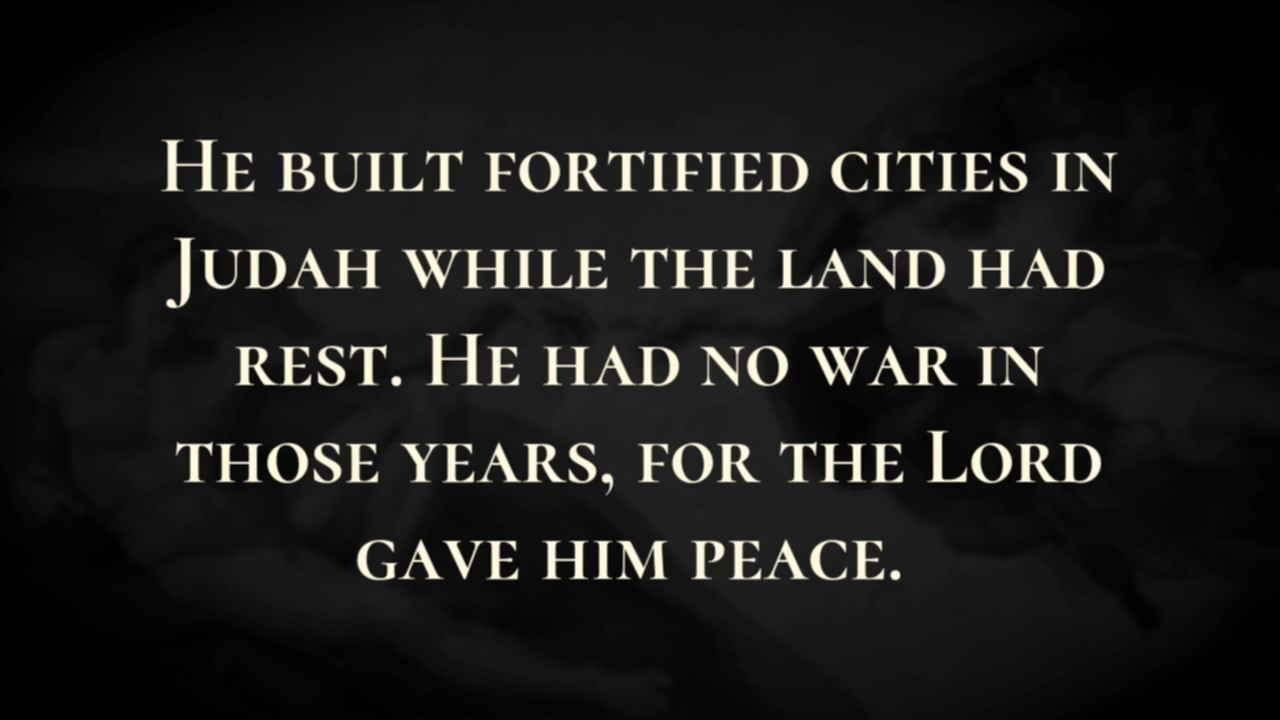 He built fortified cities in
Judah while the land had
rest. He had no war in
those years, for the Lord
gave him peace.